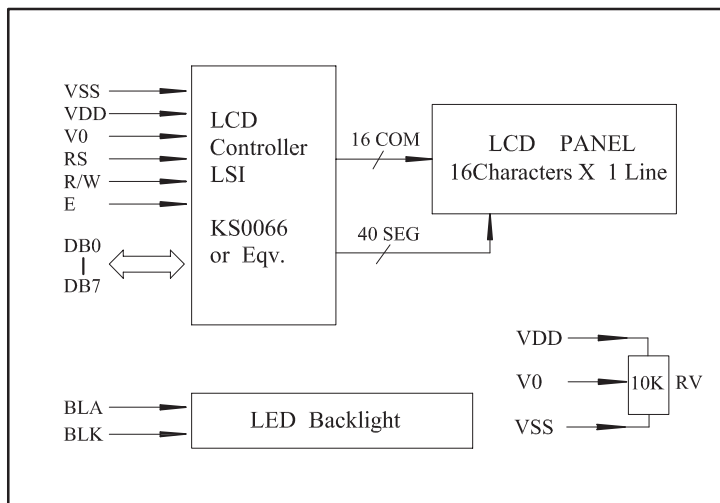 VSS
VDD
V0
RS
R/W
E
DB0
DB7
LCD
Controller
LSI
KS0066
or Eqv.
16 COM
40 SEG
LCD PANEL
16Characters X 1 Line
VDD
V0
VSS
10K
RV
BLA
BLK
LED Backlight